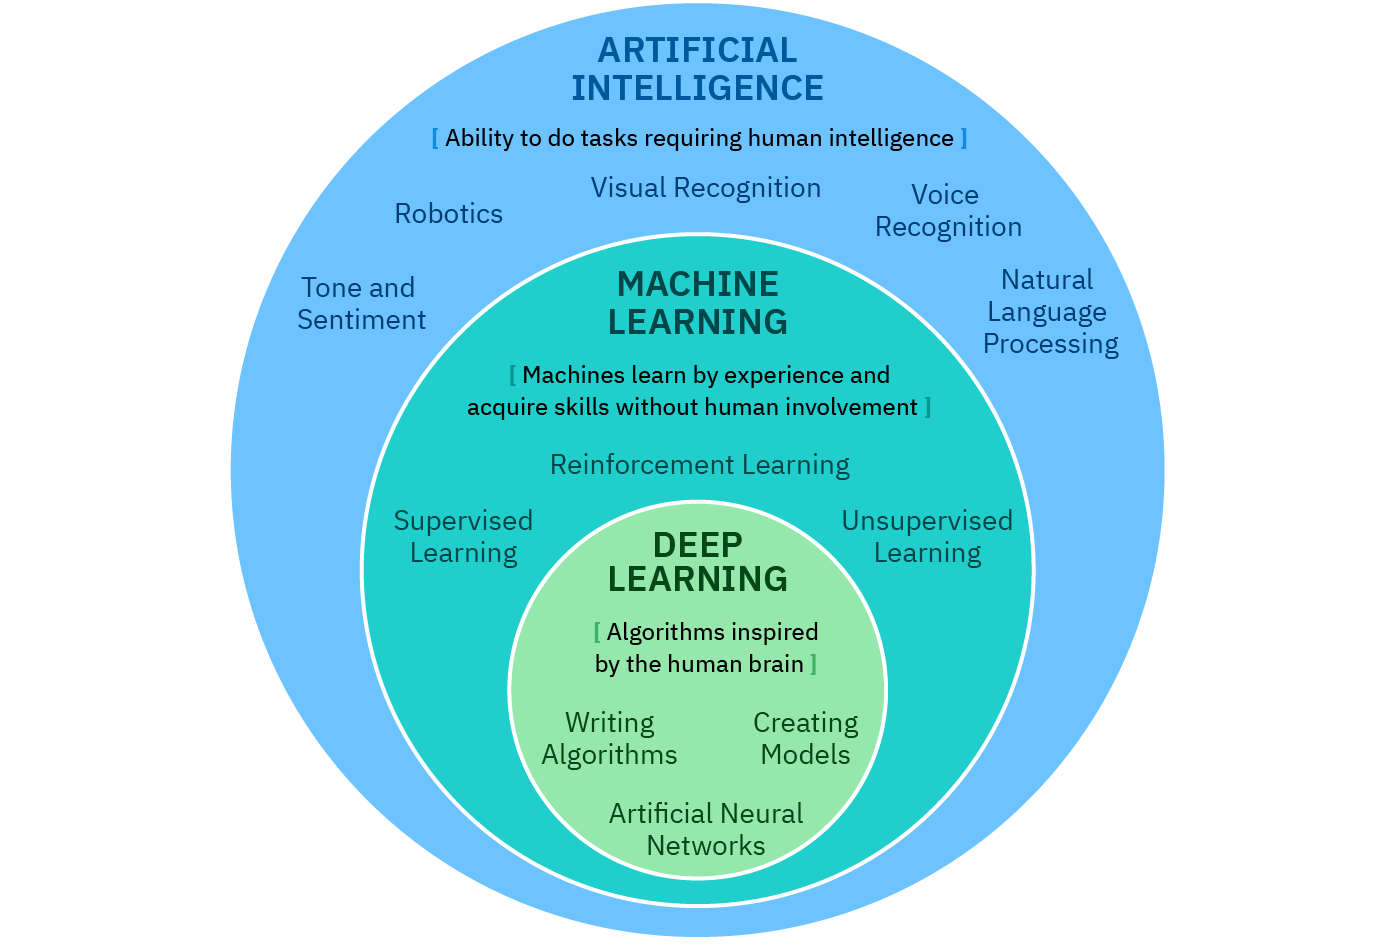 ARTIFICIAL
INTELLIGENCE
[ Ability to do tasks requiring human intelligence ]
Visual Recognition
Robotics
Voice
Recognition
Tone and
Sentiment
Natural
Language
Processing
MACHINE
LEARNING
[ Machines learn by experience and
acquire skills without human involvement ]
Reinforcement Learning
Supervised
Learning
Unsupervised
Learning
DEEP
LEARNING
[ Algorithms inspired
by the human brain ]
Writing
Algorithms
Creating
Models
Artificial Neural
Networks